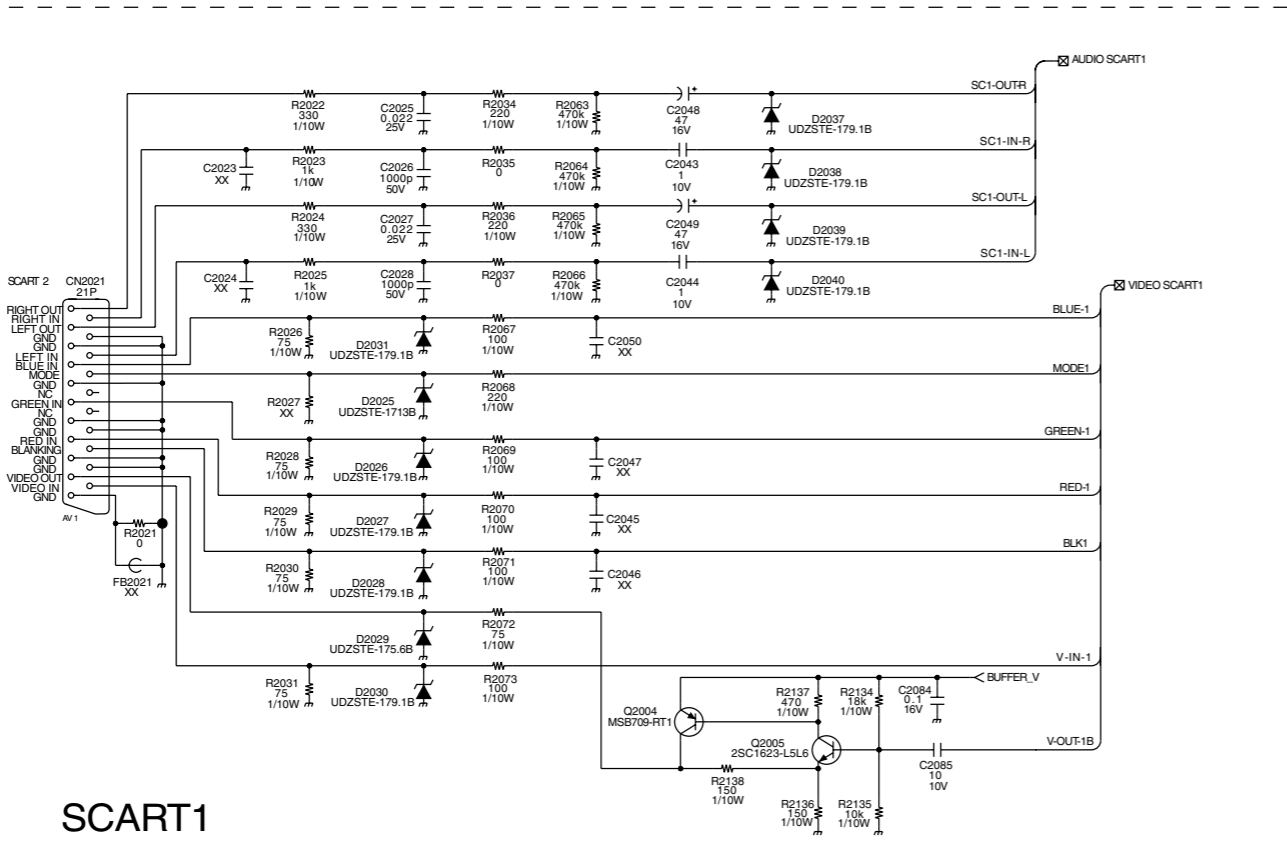 AUDIO SCART1
SC1-OUT-R
R2022
330
1/10W
C2025
0.022
25V
R2034
220
1/10W
R2063
470k
1/10W
C2048
47
16V
D2037
UDZSTE-179.1B
SC1-IN-R
C2023
XX
R2023
1k
1/10W
C2026
1000p
50V
R2035
0
R2064
470k
1/10W
C2043
1
10V
D2038
UDZSTE-179.1B
SC1-OUT-L
R2024
330
1/10W
C2027
0.022
25V
R2036
220
1/10W
R2065
470k
1/10W
C2049
47
16V
D2039
UDZSTE-179.1B
SC1-IN-L
C2024
XX
R2025
1k
1/10W
C2028
1000p
50V
R2037
0
R2066
470k
1/10W
C2044
1
10V
D2040
UDZSTE-179.1B
SCART 2
CN2021
21P
RIGHT OUT
RIGHT IN
LEFT OUT
GND
GND
LEFT IN
BLUE IN
MODE
GND
NC
GREEN IN
NC
GND
GND
RED IN
BLANKING
GND
GND
VIDEO OUT
VIDEO IN
GND
AV 1
R2021
0
FB2021
XX
VIDEO SCART1
BLUE-1
R2026
75
1/10W
D2031
UDZSTE-179.1B
R2067
100
1/10W
C2050
XX
MODE1
R2027
XX
D2025
UDZSTE-1713B
R2068
220
1/10W
GREEN-1
R2028
75
1/10W
D2026
UDZSTE-179.1B
R2069
100
1/10W
C2047
XX
RED-1
R2029
75
1/10W
D2027
UDZSTE-179.1B
R2070
100
1/10W
C2045
XX
BLK1
R2030
75
1/10W
D2028
UDZSTE-179.1B
R2071
100
1/10W
C2046
XX
D2029
UDZSTE-175.6B
R2072
75
1/10W
V-IN-1
R2031
75
1/10W
D2030
UDZSTE-179.1B
R2073
100
1/10W
BUFFER_V
Q2004
MSB709-RT1
R2137
470
1/10W
R2134
18k
1/10W
C2084
0.1
16V
Q2005
2SC1623-L5L6
V-OUT-1B
C2085
10
10V
R2138
150
1/10W
R2136
150
1/10W
R2135
10k
1/10W
SCART1